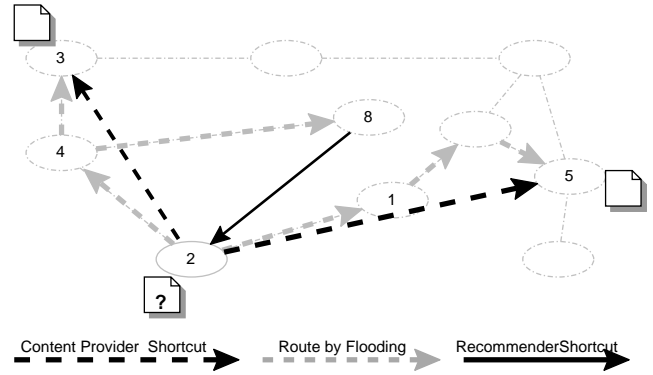 3
8
4
5
1
2
?
Content Provider Shortcut
Route by Flooding
RecommenderShortcut